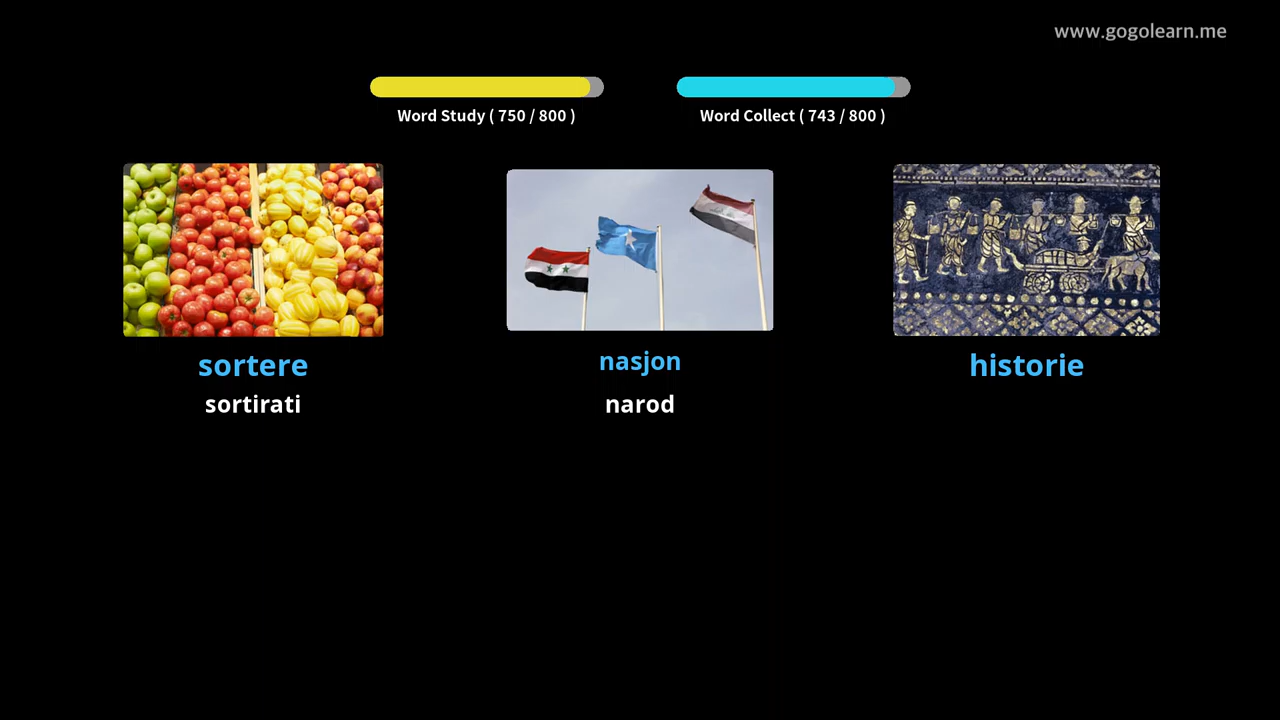 www.gogolearn.me
Word Study ( 750 / 800 )
Word Collect ( 743 / 800 )
sortere
sortirati
nasjon
narod
historie